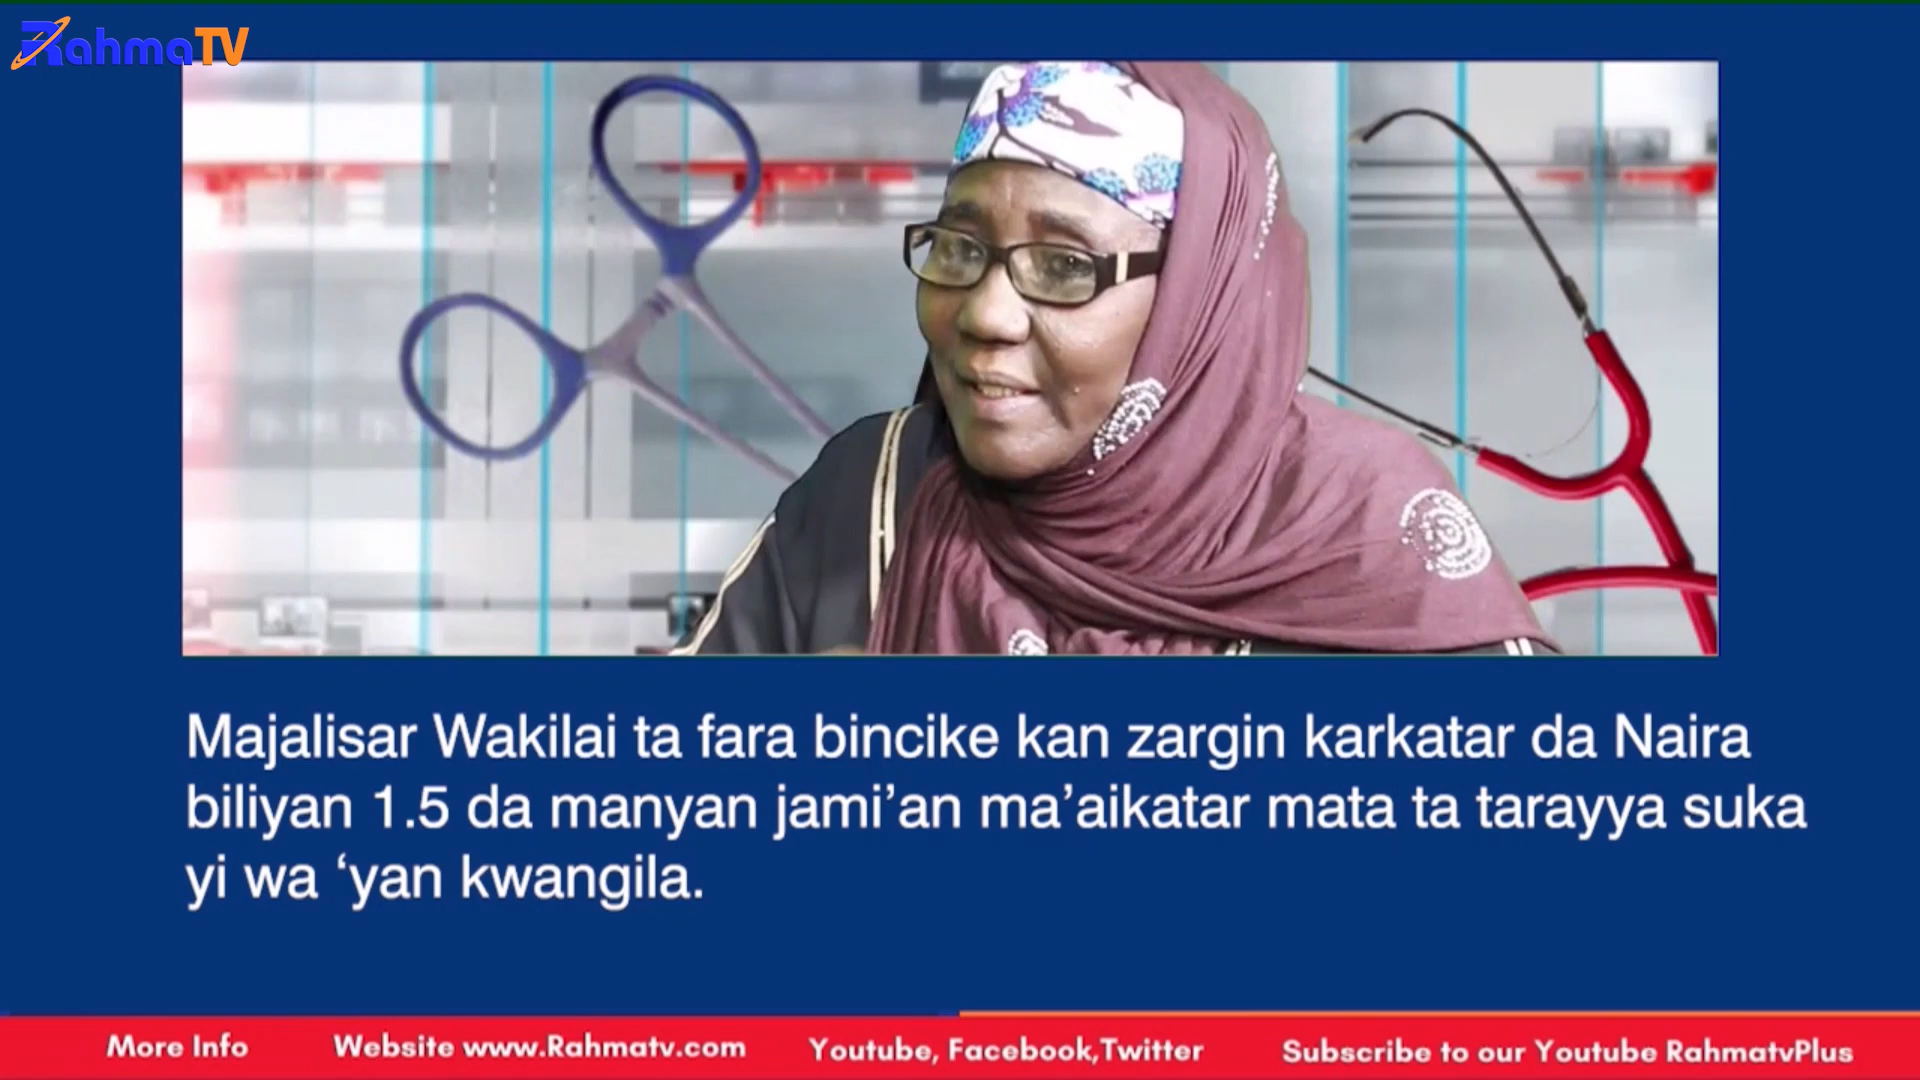 RahmaTV
Majalisar Wakilai ta fara bincike kan zargin karkatar da Naira
biliyan 1.5 da manyan jami’an ma’aikatar mata ta tarayya suka
yi wa ‘yan kwangila.
More Info Website www.Rahmatv.com Youtube, Facebook,Twitter Subscribe to our Youtube RahmatvPlus